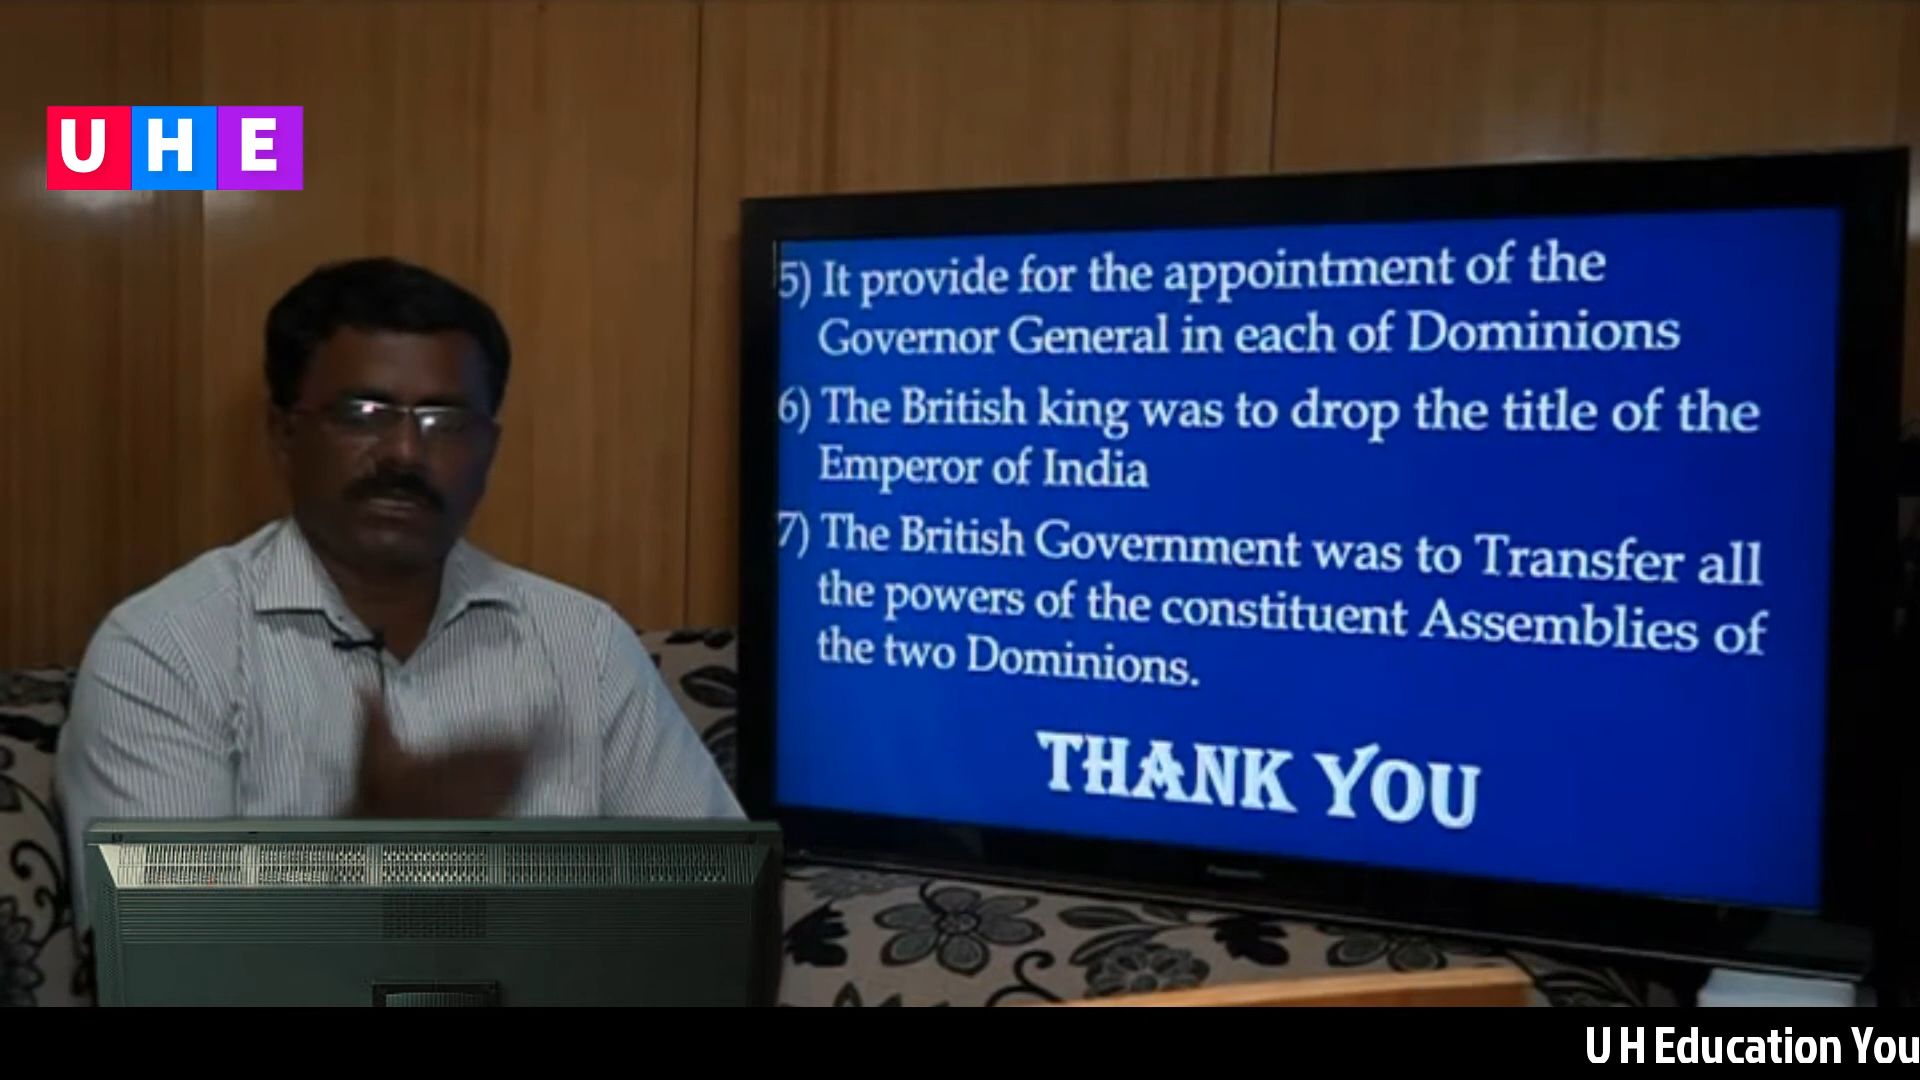 UHE
5) It provide for the appointment of the
Governor General in each of Dominions
6) The British king was to drop the title of the
Emperor of India
7) The British Government was to Transfer all
the powers of the constituent Assemblies of
the two Dominions.
THANK YOU
Panasonic
U H Education You